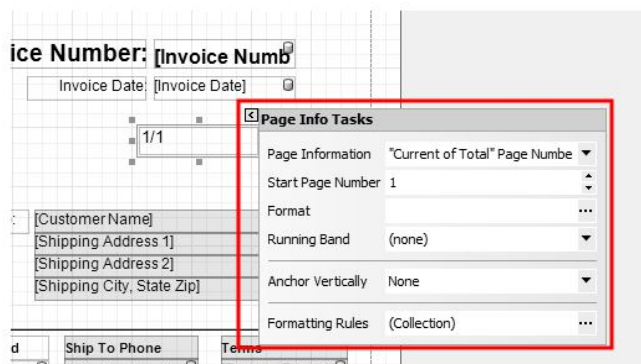 ice Number: [Invoice Numb
Invoice Date: [Invoice Date]
1/1
Page Info Tasks
Page Information "Current of Total" Page Numbe
Start Page Number 1
Format
Running Band (none)
Anchor Vertically None
Formatting Rules (Collection)
: [Customer Name]
[Shipping Address 1]
[Shipping Address 2]
[Shipping City, State Zip]
d Ship To Phone Terms